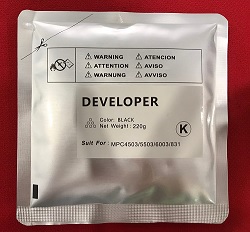 WARNING ATENCION
ATTENTION AVISO
WARNUNG AVVISO
DEVELOPER
Color: BLACK
Net Weight: 220g
K
Suit For: MPC4503/5503/6003/831